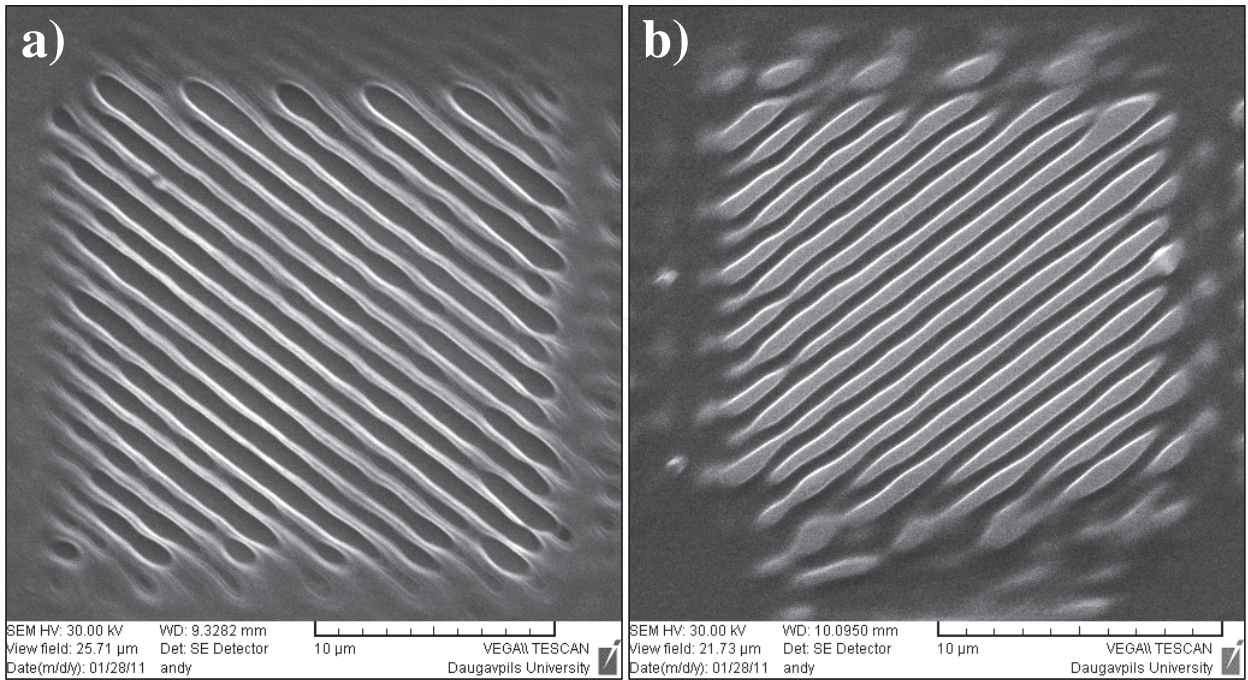 a)
SEM HV: 30.00 kV WD: 9.3282 mm
View field: 25.71 µm Det: SE Detector 10 µm VEGA\\ TESCAN
Date(m/d/y): 01/28/11 andy Daugavpils University
b)
SEM HV: 30.00 kV WD: 10.0950 mm
View field: 21.73 µm Det: SE Detector 10 µm VEGA\\ TESCAN
Date(m/d/y): 01/28/11 andy Daugavpils University